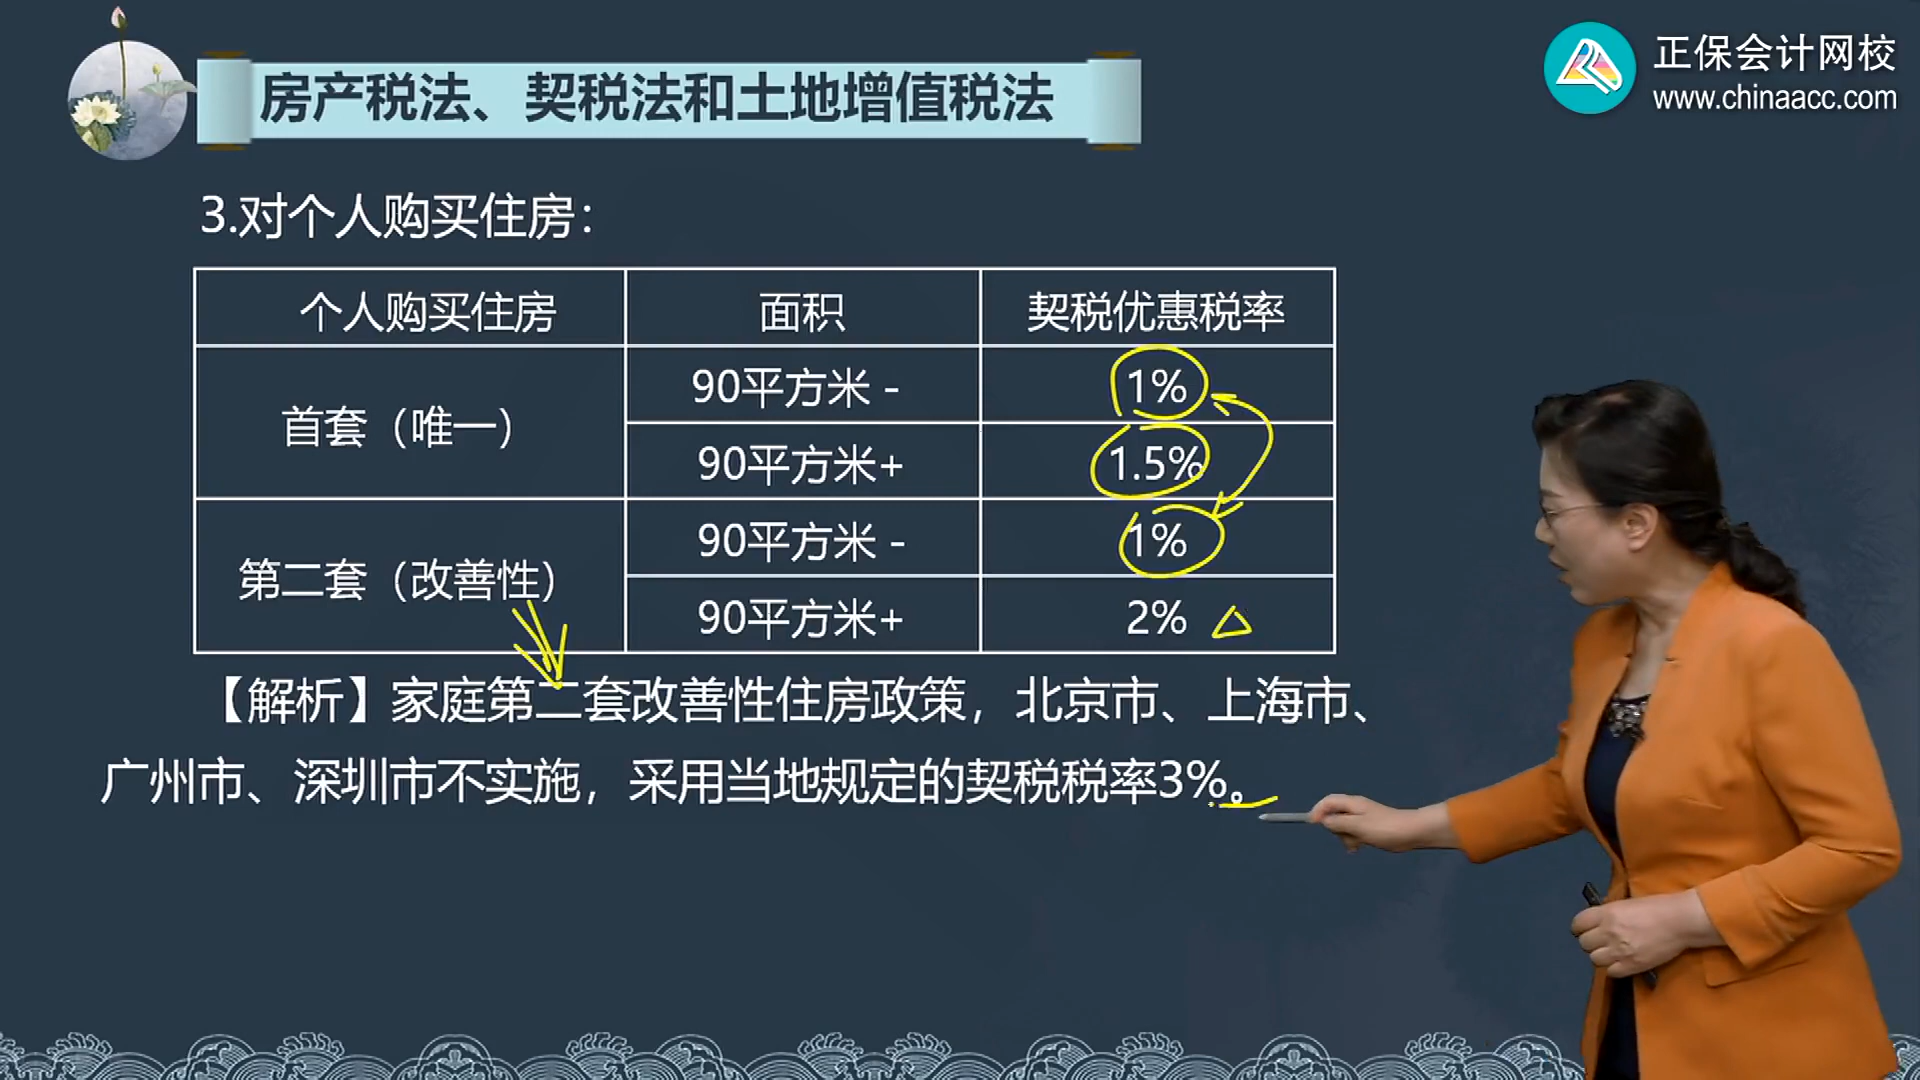 房产税法、契税法和土地增值税法
正保会计网校
www.chinaacc.com
3.对个人购买住房：
个人购买住房 面积 契税优惠税率
首套（唯一） 90平方米 - 1%
90平方米+ 1.5%
第二套（改善性） 90平方米 - 1%
90平方米+ 2%
【解析】家庭第二套改善性住房政策，北京市、上海市、
广州市、深圳市不实施，采用当地规定的契税税率3%。